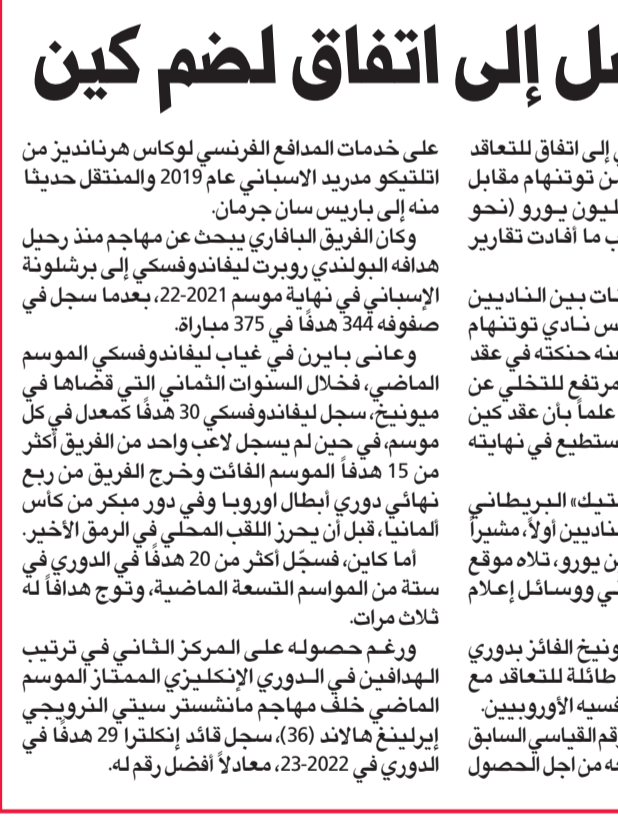 ل إلى اتفاق لضم كين
إلى اتفاق للتعاقد
توتنهام مقابل
يورو (نحو
ما أفادت تقارير
بين الناديين
نادي توتنهام
حنكته في عقد
مرتفع للتخلي عن
علماً بأن عقد كين
في نهايته
البريطاني
أولاً، مشيراً
يورو، تلاه موقع
ووسائل إعلام
الفائز بدوري
طائلة للتعاقد مع
الأوروبيين.
القياسي السابق
من اجل الحصول
على خدمات المدافع الفرنسي لوكاس هرنانديز من
اتلتيكو مدريد الاسباني عام 2019 والمنتقل حديثا
منه إلى باريس سان جرمان.
وكان الفريق البافاري يبحث عن مهاجم منذ رحيل
هدافه البولندي روبرت ليفاندوفسكي إلى برشلونة
الإسباني في نهاية موسم 2021-22، بعدما سجل في
صفوفه 344 هدفًا في 375 مباراة.
وعانى بايرن في غياب ليفاندوفسكي الموسم
الماضي، فخلال السنوات الثماني التي قضاها في
ميونيخ، سجل ليفاندوفسكي 30 هدفًا كمعدل في كل
موسم، في حين لم يسجل لاعب واحد من الفريق أكثر
من 15 هدفاً الموسم الفائت وخرج الفريق من ربع
نهائي دوري أبطال اوروبا وفي دور مبكر من كأس
ألمانيا، قبل أن يحرز اللقب المحلي في الرمق الأخير.
أما كاين، فسجّل أكثر من 20 هدفًا في الدوري في
ستة من المواسم التسعة الماضية، وتوج هدافاً له
ثلاث مرات.
ورغم حصوله على المركز الثاني في ترتيب
الهدافين في الدوري الإنكليزي الممتاز الموسم
الماضي خلف مهاجم مانشستر سيتي النرويجي
إيرلينغ هالاند (36)، سجل قائد إنكلترا 29 هدفًا في
الدوري في 2022-23، معادلاً أفضل رقم له.